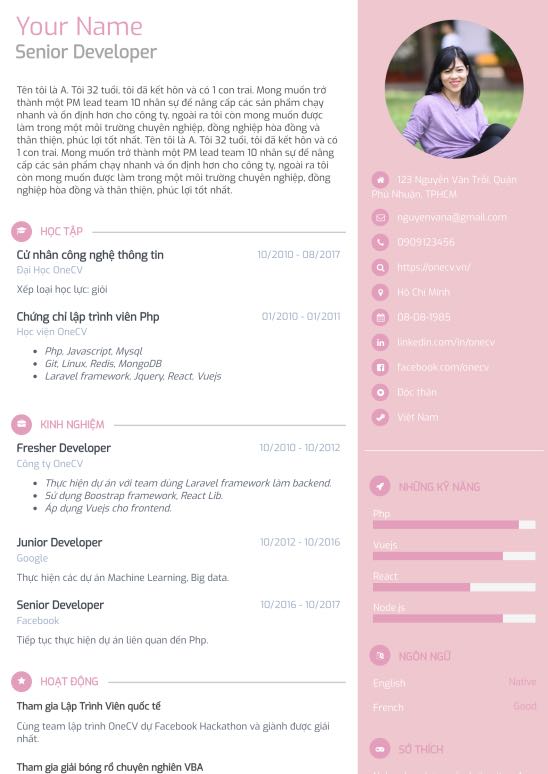 Your Name
Senior Developer
Tên tôi là A. Tôi 32 tuổi, tôi đã kết hôn và có 1 con trai. Mong muốn trở
thành một PM lead team 10 nhân sự để nâng cấp các sản phẩm chạy
nhanh và ổn định hơn cho công ty, ngoài ra tôi còn mong muốn được
làm trong một môi trường chuyên nghiệp, đồng nghiệp hòa đồng và
thân thiện, phúc lợi tốt nhất. Tên tôi là A. Tôi 32 tuổi, tôi đã kết hôn và có
1 con trai. Mong muốn trở thành một PM lead team 10 nhân sự để nâng
cấp các sản phẩm chạy nhanh và ổn định hơn cho công ty, ngoài ra tôi
còn mong muốn được làm trong một môi trường chuyên nghiệp, đồng
nghiệp hòa đồng và thân thiện, phúc lợi tốt nhất.
HỌC TẬP
Cử nhân công nghệ thông tin 10/2010 - 08/2017
Đại Học OneCV
Xếp loại học lực: giỏi
Chứng chỉ lập trình viên Php 01/2010 - 01/2011
Học viện OneCV
Php, Javascript, Mysql
Git, Linux, Redis, MongoDB
Laravel framework, Jquery, React, Vuejs
KINH NGHIỆM
Fresher Developer 10/2010 - 10/2012
Công ty OneCV
Thực hiện dự án với team dùng Laravel framework làm backend.
Sử dụng Boostrap framework, React Lib.
Áp dụng Vuejs cho frontend.
Junior Developer 10/2012 - 10/2016
Google
Thực hiện các dự án Machine Learning, Big data.
Senior Developer 10/2016 - 10/2017
Facebook
Tiếp tục thực hiện dự án liên quan đến Php.
HOẠT ĐỘNG
Tham gia Lập Trình Viên quốc tế
Cùng team lập trình OneCV dự Facebook Hackathon và giành được giải
nhất.
Tham gia giải bóng rổ chuyên nghiên VBA
123 Nguyễn Văn Trỗi, Quận
Phú Nhuận, TPHCM
nguyenvana@gmail.com
0909123456
https://onecv.vn/
Hồ Chí Minh
08-08-1985
linkedin.com/in/onecv
facebook.com/onecv
Độc thân
Việt Nam
NHỮNG KỸ NĂNG
Php
Vuejs
React
Node.js
NGÔN NGỮ
English Native
French Good
SỞ THÍCH